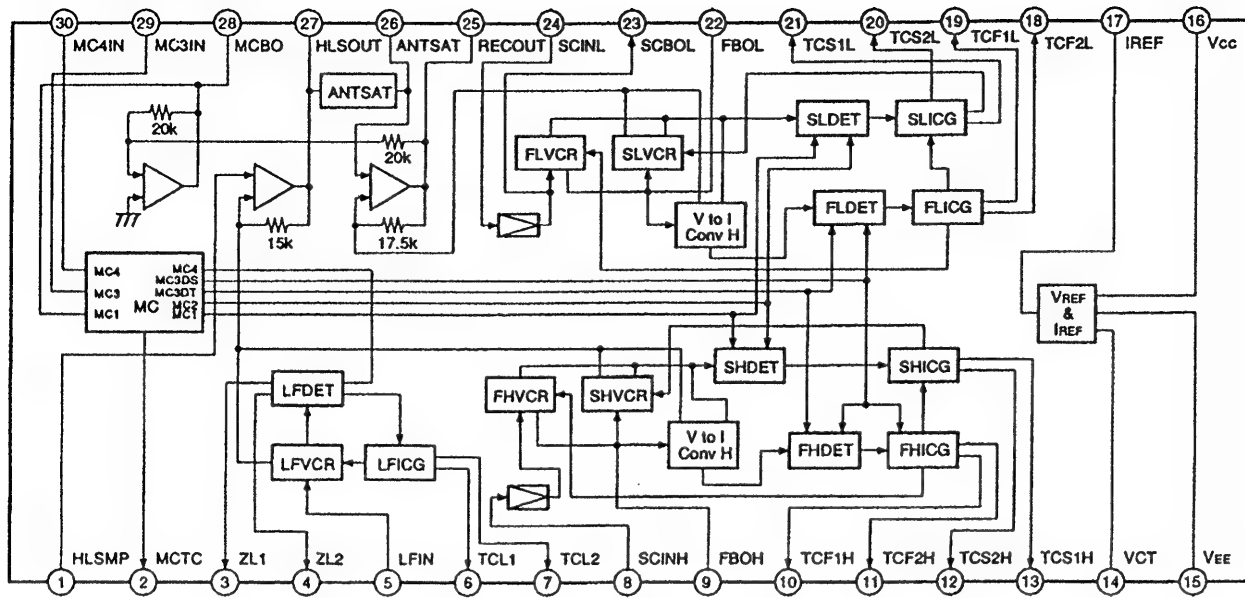 30 29 28 27 26 25 24 23 22 21 20 19 18 17 16
MC4IN MC3IN MCBO HLSOUT ANTSAT RECOUT SCINL SCBOL FBOL TCS1L TCS2L TCF1L TCF2L IREF Vcc
ANTSAT
20k
20k
SLDET SLICG
FLVCR SLVCR
FLDET FLICG
V to I
Conv H
15k 17.5k
MC4 MC4
MC3DS
MC3 MC3DT
MC MC2
MC1 MC1
VREF
&
IREF
SHDET SHICG
LFDET FHVCR SHVCR
V to I
Conv H
FHDET FHICG
LFVCR LFICG
HLSMP MCTC ZL1 ZL2 LFIN TCL1 TCL2 SCINH FBOH TCF1H TCF2H TCS2H TCS1H VCT VEE
1 2 3 4 5 6 7 8 9 10 11 12 13 14 15